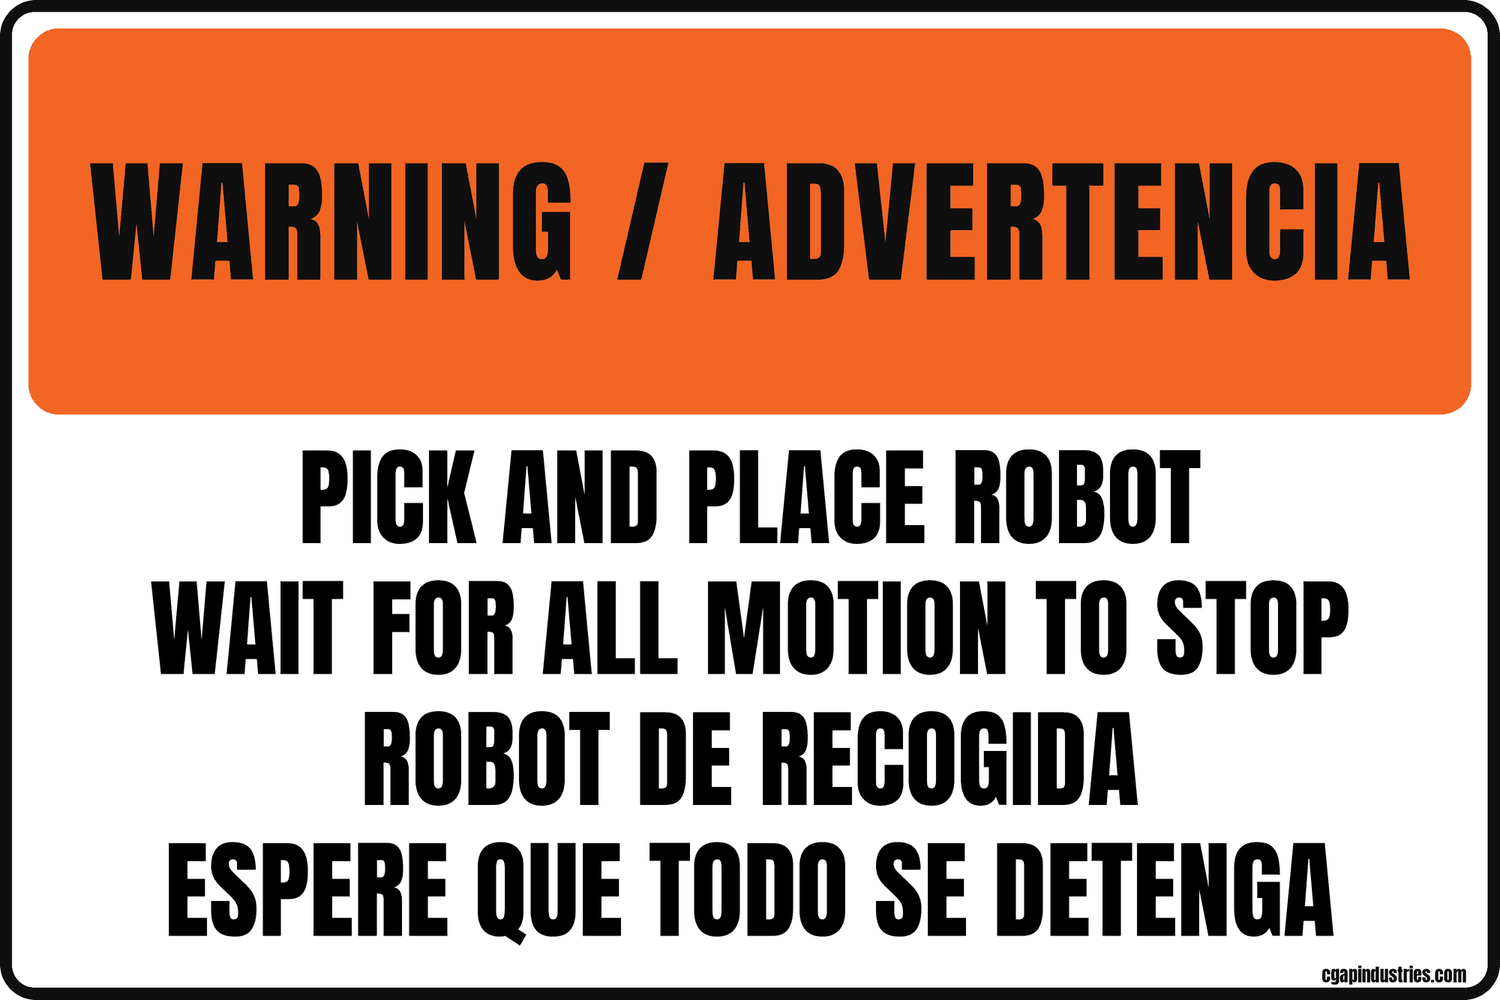 WARNING / ADVERTENCIA
PICK AND PLACE ROBOT
WAIT FOR ALL MOTION TO STOP
ROBOT DE RECOGIDA
ESPERE QUE TODO SE DETENGA
cgapindustries.com